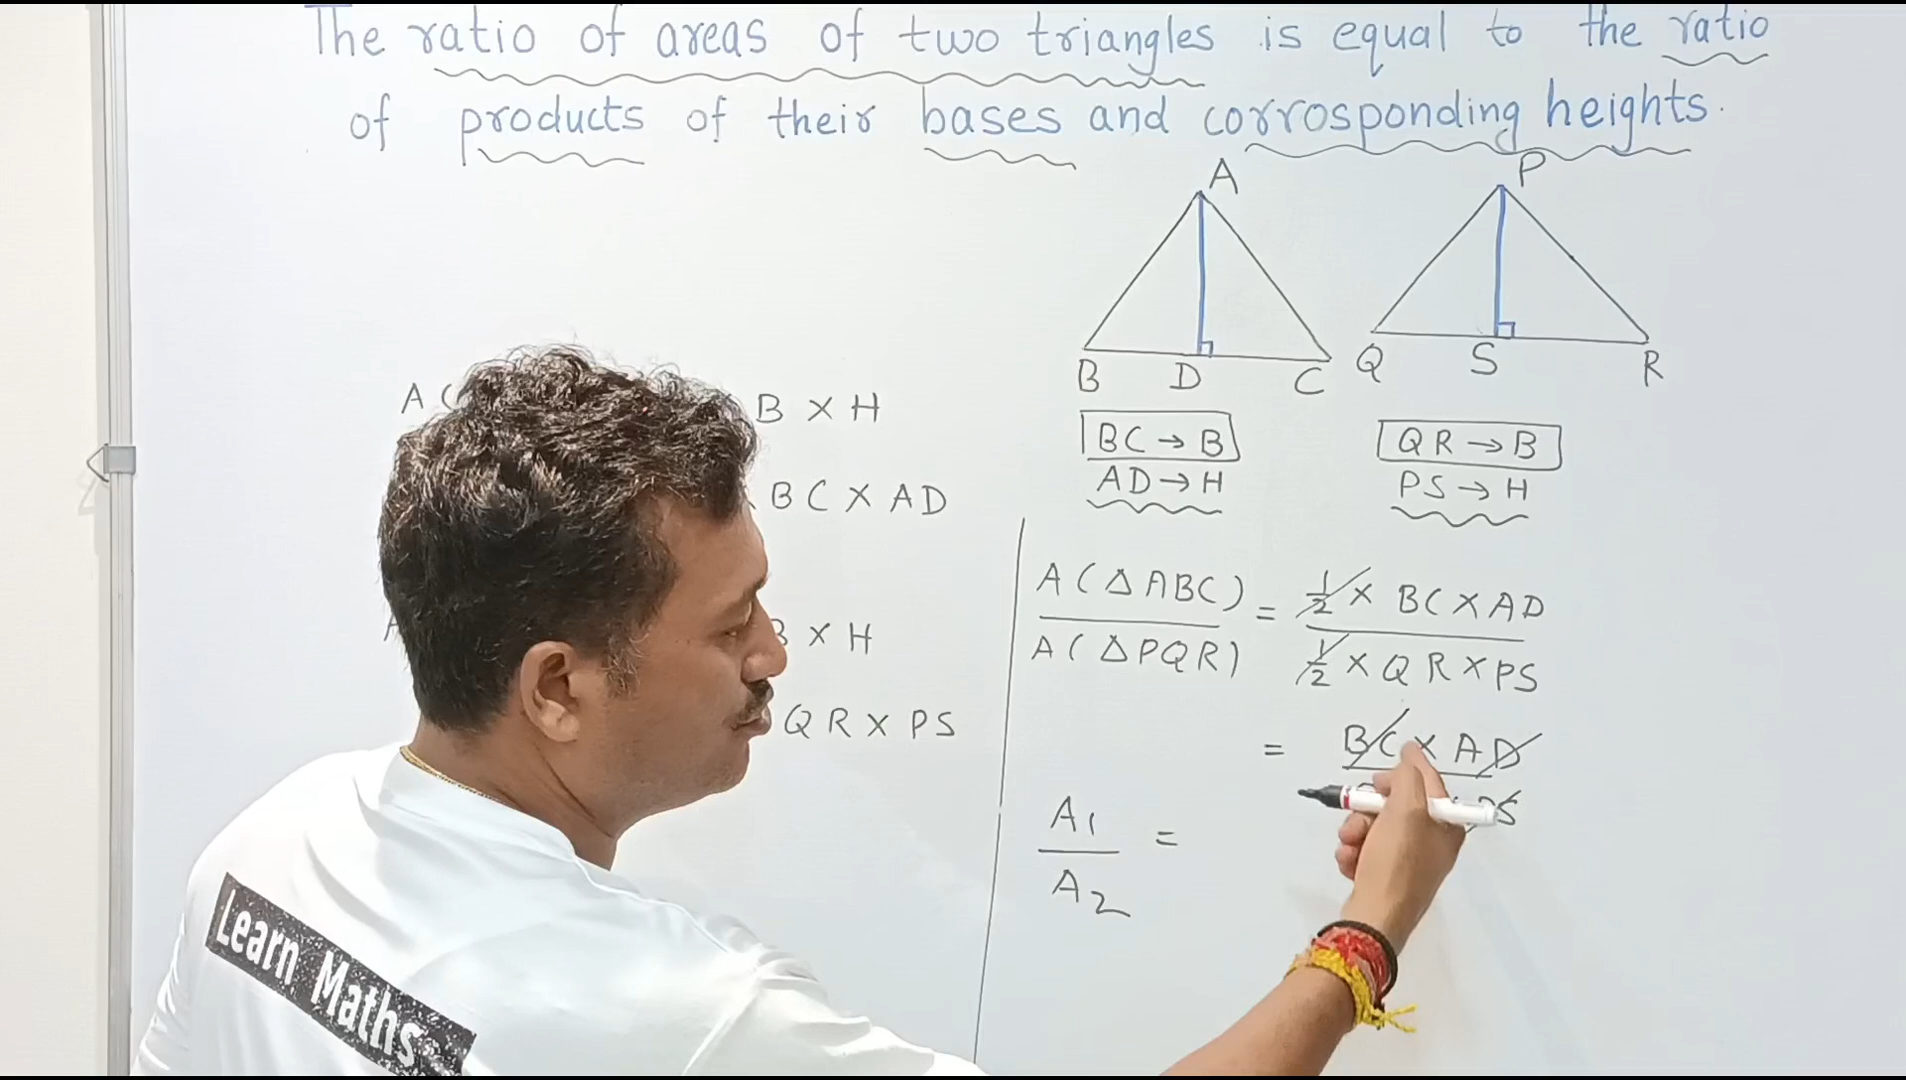 The ratio of areas of two triangles is equal to the ratio
of products of their bases and corrosponding heights.
A P
B D C Q S R
BC → B QR → B
AD → H PS → H
A ( B × H
BC × AD
× H
QR × PS
A(△ABC) = 1/2 × BC × AD
A(△PQR) 1/2 × QR × PS
= BC × AD
A1 =
A2
Learn Maths